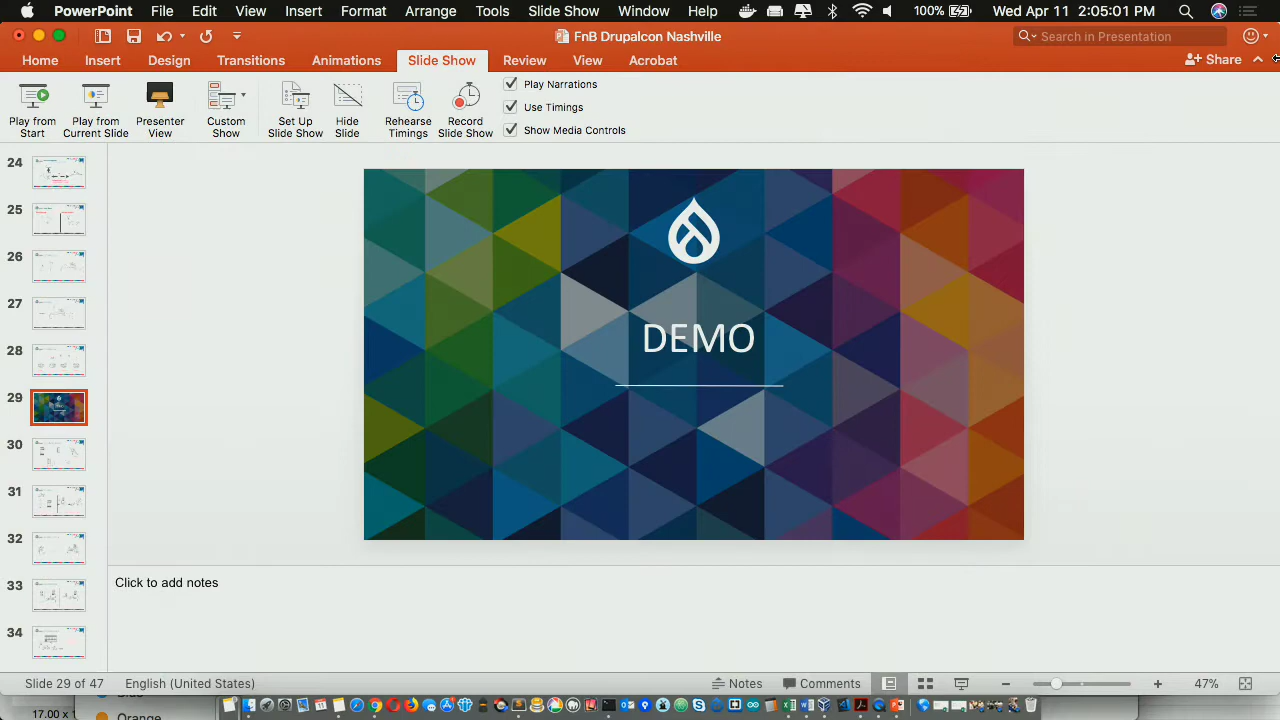 PowerPoint File Edit View Insert Format Arrange Tools Slide Show Window Help 100% Wed Apr 11 2:05:01 PM
FnB Drupalcon Nashville
Search in Presentation
Home Insert Design Transitions Animations Slide Show Review View Acrobat Share
Play from Start
Play from Current Slide
Presenter View
Custom Show
Set Up Slide Show
Hide Slide
Rehearse Timings
Record Slide Show
Play Narrations
Use Timings
Show Media Controls
24
25
26
27
28
29
30
31
32
33
34
DEMO
Click to add notes
Slide 29 of 47 English (United States) Notes Comments 47%
17.00 x
Orange